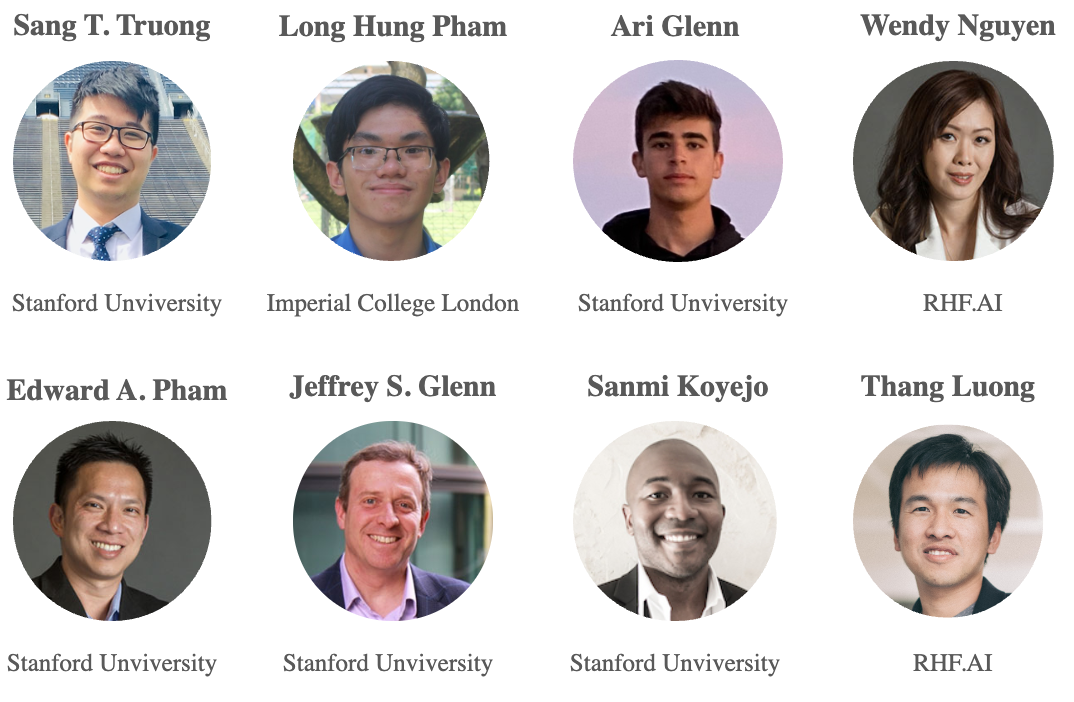 Sang T. Truong
Long Hung Pham
Ari Glenn
Wendy Nguyen
Stanford Unviversity
Imperial College London
Stanford Unviversity
RHF.AI
Edward A. Pham
Jeffrey S. Glenn
Sanmi Koyejo
Thang Luong
Stanford Unviversity
Stanford Unviversity
Stanford Unviversity
RHF.AI